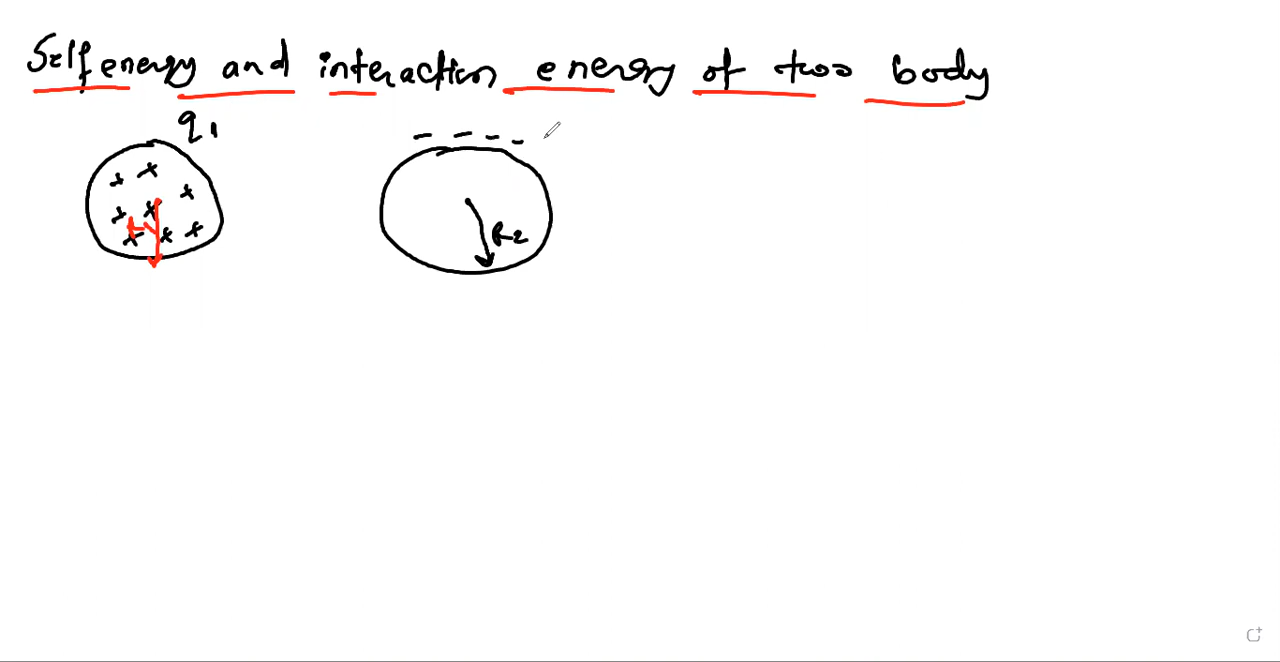 Self energy and interaction energy of two body
q1
R2